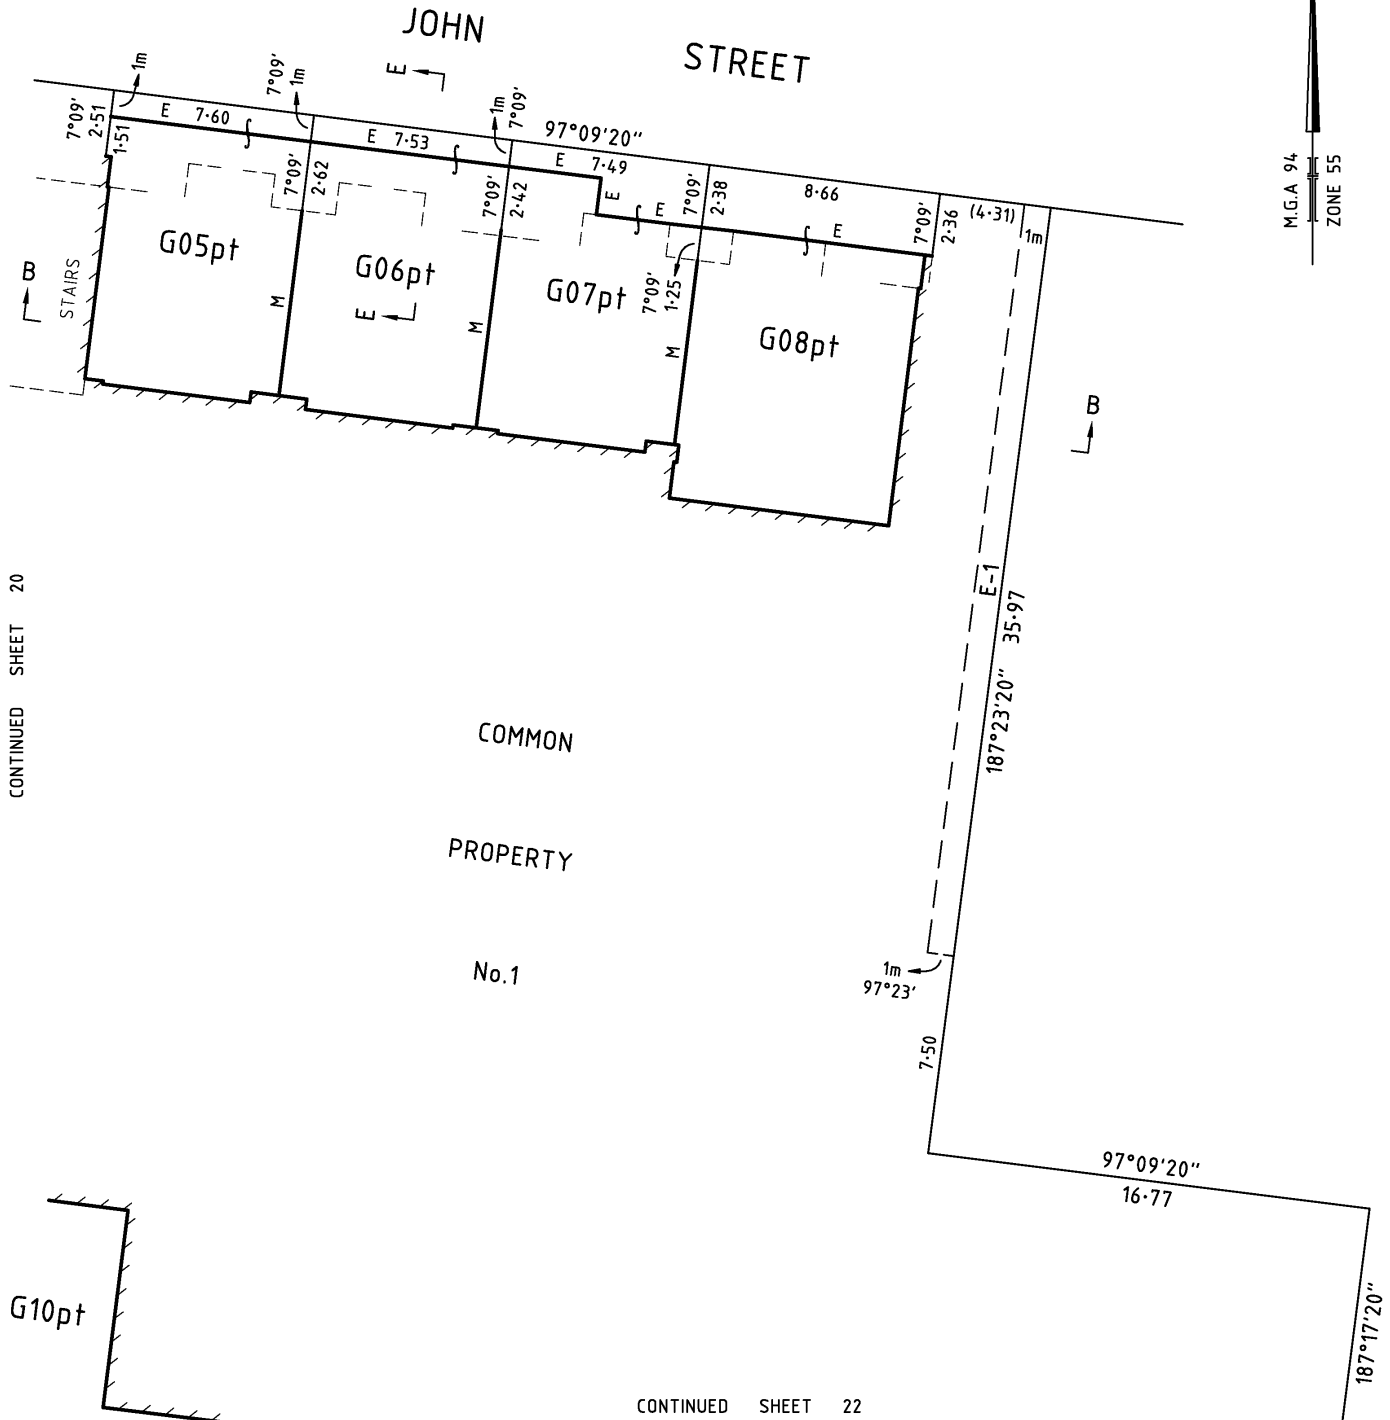 JOHN STREET
M.G.A 94
ZONE 55
E
1m
7°09'
1m
1m
7°09'
97°09'20"
7°09'
2·51
1·51
E 7·60
E 7·53
E 7·49
E
E
8·66
E
(4·31)
1m
7°09'
2·62
7°09'
2·42
7°09'
2·38
7°09'
2·36
G05pt
G06pt
G07pt
G08pt
7°09'
1·25
B
STAIRS
E
M
M
M
B
E-1
35·97
187°23'20"
CONTINUED SHEET 20
COMMON
PROPERTY
No.1
1m
97°23'
7·50
97°09'20"
16·77
187°17'20"
G10pt
CONTINUED SHEET 22